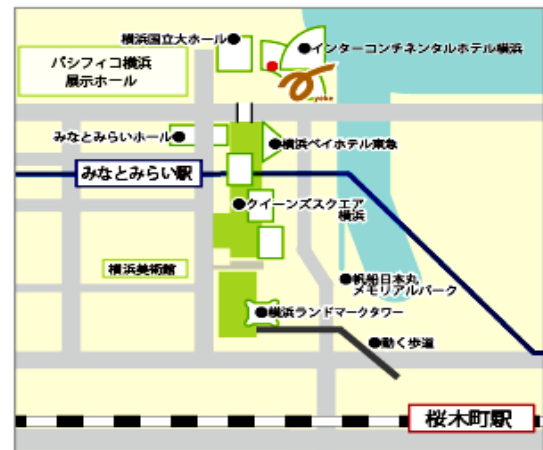 横浜国立大ホール
インターコンチネンタルホテル横浜
パシフィコ横浜
展示ホール
yoke
みなとみらいホール
横浜ベイホテル東急
みなとみらい駅
クイーンズスクエア
横浜
横浜美術館
帆船日本丸
メモリアルパーク
横浜ランドマークタワー
動く歩道
桜木町駅